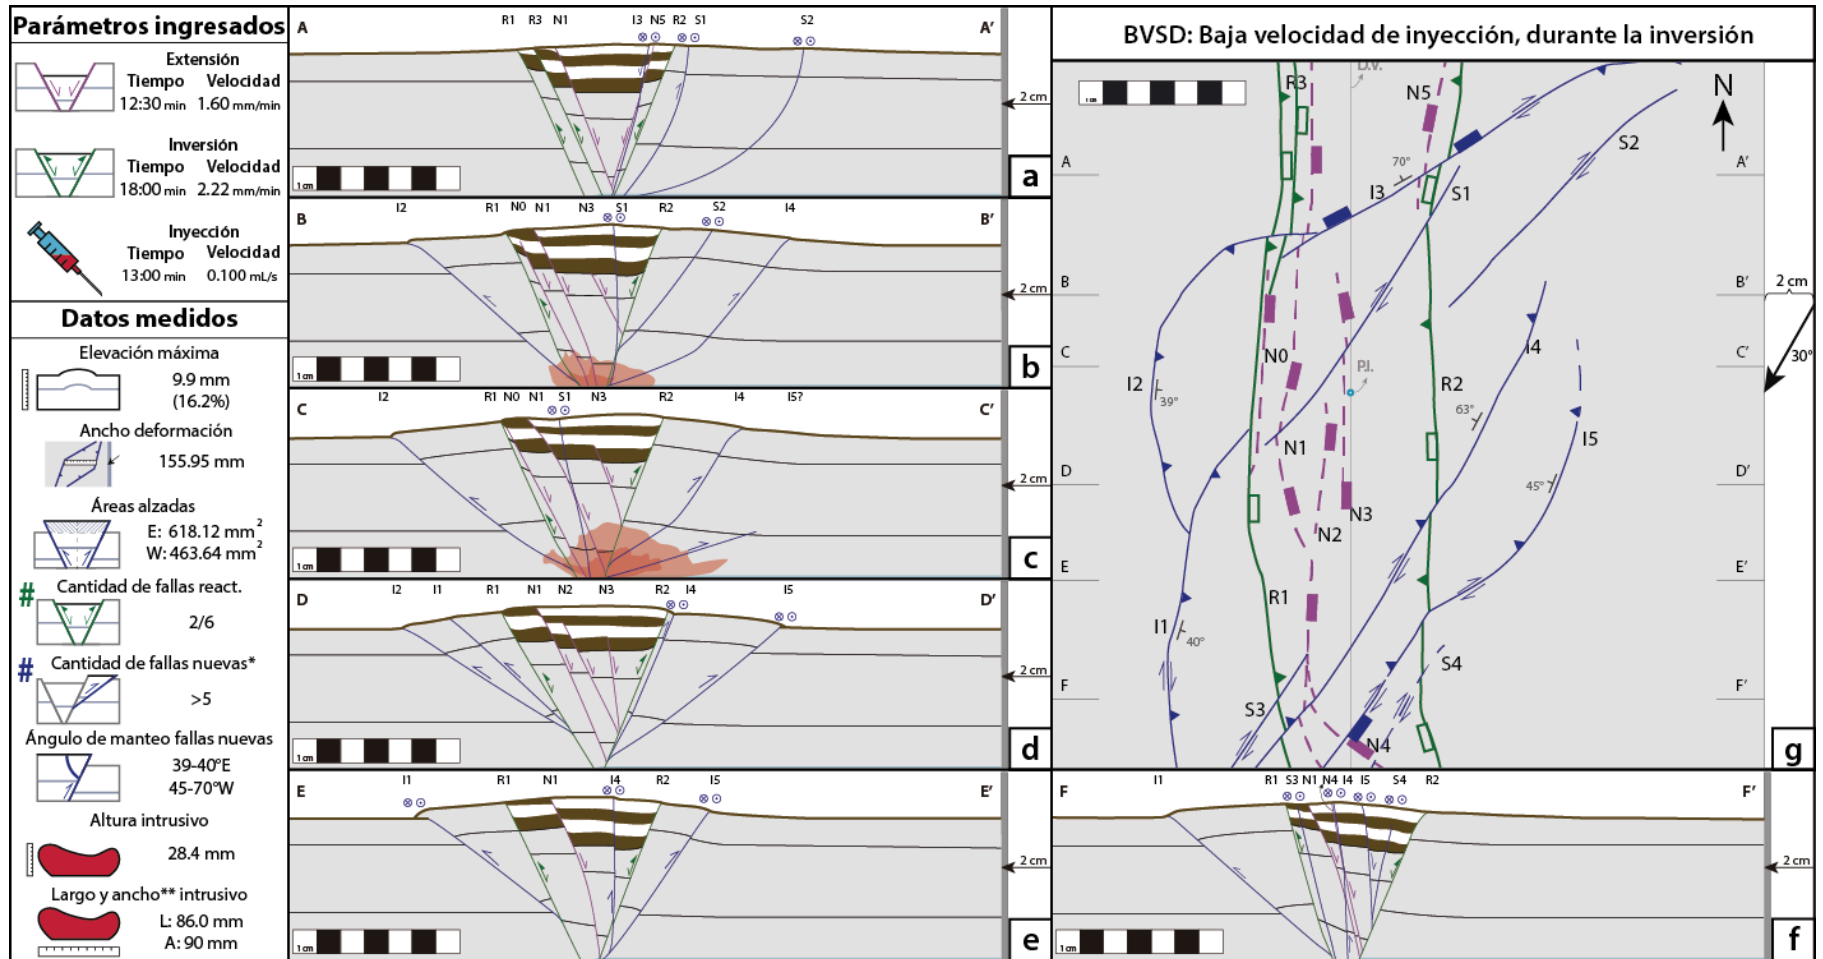 Parámetros ingresados
Extensión
Tiempo Velocidad
12:30 min 1.60 mm/min
Inversión
Tiempo Velocidad
18:00 min 2.22 mm/min
Inyección
Tiempo Velocidad
13:00 min 0.100 mL/s
Datos medidos
Elevación máxima
9.9 mm
(16.2%)
Ancho deformación
155.95 mm
Áreas alzadas
E: 618.12 mm²
W: 463.64 mm²
# Cantidad de fallas react.
2/6
# Cantidad de fallas nuevas*
>5
Ángulo de manteo fallas nuevas
39-40°E
45-70°W
Altura intrusivo
28.4 mm
Largo y ancho** intrusivo
L: 86.0 mm
A: 90 mm
A R1 R3 N1 I3 N5 R2 S1 S2 A'
2 cm
1 cm
a
B I2 R1 N0 N1 N3 S1 R2 S2 I4 B'
2 cm
1 cm
b
C I2 R1 N0 N1 S1 N3 R2 I4 I5? C'
2 cm
1 cm
c
D I2 I1 R1 N1 N2 N3 R2 I4 I5 D'
2 cm
1 cm
d
E I1 R1 N1 I4 R2 I5 E'
2 cm
1 cm
e
BVSD: Baja velocidad de inyección, durante la inversión
D.V.
1 cm
R3
N5
N
S2
A
70°
A'
I3
S1
B
B'
2 cm
C
N0
I4
C'
30°
P.I.
I2
39°
R2
63°
I5
N1
D
D'
45°
N3
N2
E
E'
R1
I1
40°
S4
F
F'
S3
N4
g
F I1 R1 S3 N1 N4 I4 I5 S4 R2 F'
2 cm
1 cm
f